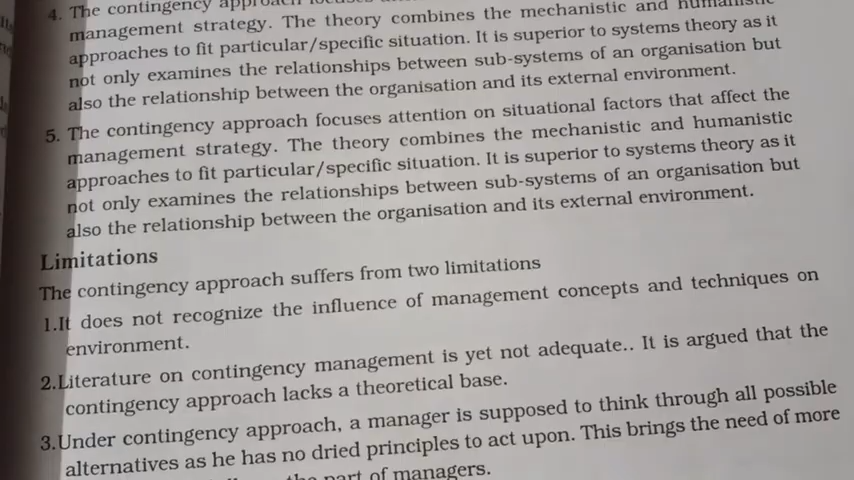 4. The contingency approach focuses
management strategy. The theory combines the mechanistic and humanistic
approaches to fit particular/specific situation. It is superior to systems theory as it
not only examines the relationships between sub-systems of an organisation but
also the relationship between the organisation and its external environment.
5. The contingency approach focuses attention on situational factors that affect the
management strategy. The theory combines the mechanistic and humanistic
approaches to fit particular/specific situation. It is superior to systems theory as it
not only examines the relationships between sub-systems of an organisation but
also the relationship between the organisation and its external environment.
Limitations
The contingency approach suffers from two limitations
1.It does not recognize the influence of management concepts and techniques on
environment.
2.Literature on contingency management is yet not adequate.. It is argued that the
contingency approach lacks a theoretical base.
3.Under contingency approach, a manager is supposed to think through all possible
alternatives as he has no dried principles to act upon. This brings the need of more
the part of managers.